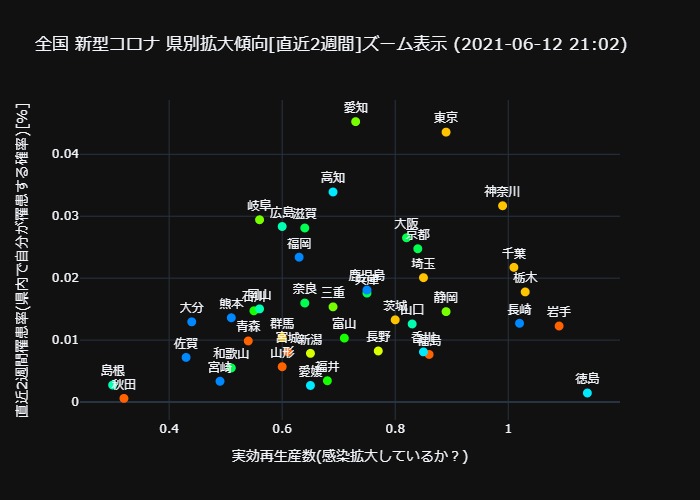 全国 新型コロナ 県別拡大傾向[直近2週間]ズーム表示 (2021-06-12 21:02)
直近2週間罹患率(県内で自分が罹患する確率)[%]
愛知
東京
0.04
高知
神奈川
岐阜
広島
滋賀
0.03
大阪
京都
福岡
千葉
埼玉
鹿児島
兵庫
栃木
0.02
奈良
三重
静岡
石川
岡山
大分
熊本
茨城
山口
長崎
岩手
青森
群馬
富山
0.01
宮城
新潟
長野
香川
福島
佐賀
和歌山
山形
宮崎
愛媛
福井
島根
秋田
徳島
0
0.4
0.6
0.8
1
実効再生産数(感染拡大しているか？)